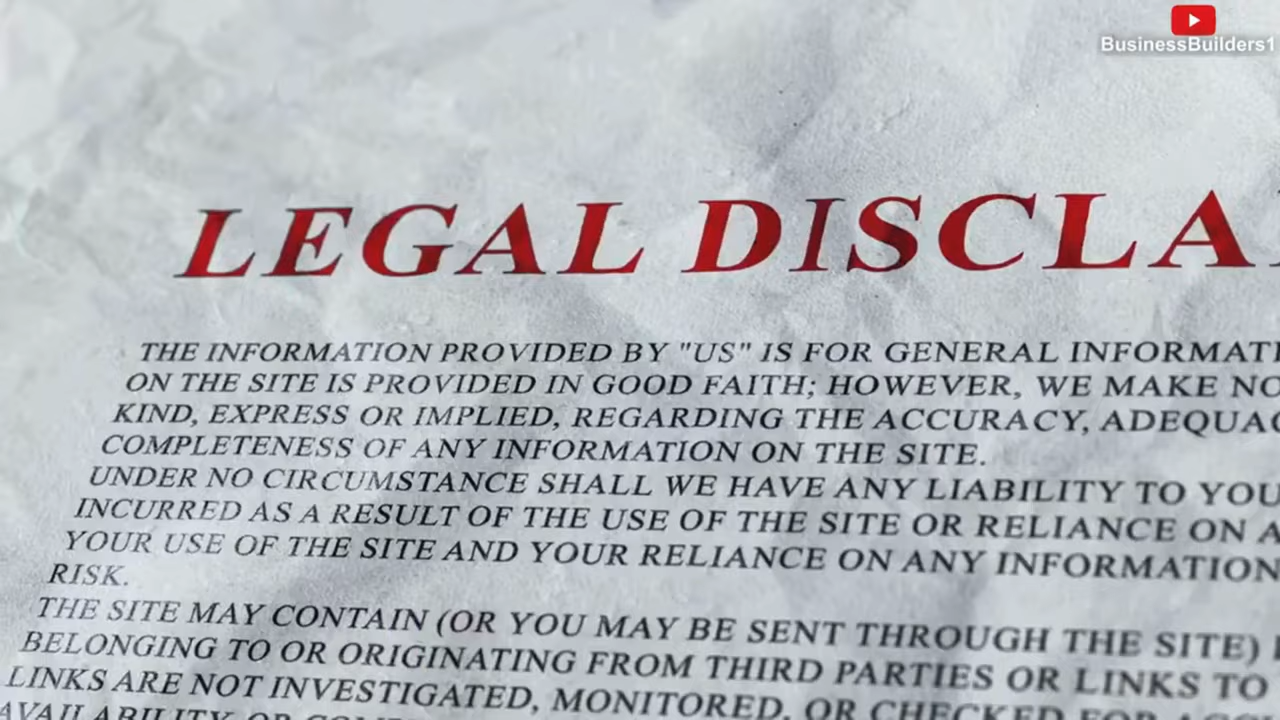 BusinessBuilders1
LEGAL DISCLA
THE INFORMATION PROVIDED BY "US" IS FOR GENERAL INFORMATI
ON THE SITE IS PROVIDED IN GOOD FAITH; HOWEVER, WE MAKE NO
KIND, EXPRESS OR IMPLIED, REGARDING THE ACCURACY, ADEQUAC
COMPLETENESS OF ANY INFORMATION ON THE SITE.
UNDER NO CIRCUMSTANCE SHALL WE HAVE ANY LIABILITY TO YOU
INCURRED AS A RESULT OF THE USE OF THE SITE OR RELIANCE ON A
YOUR USE OF THE SITE AND YOUR RELIANCE ON ANY INFORMATION
RISK.
THE SITE MAY CONTAIN (OR YOU MAY BE SENT THROUGH THE SITE)
BELONGING TO OR ORIGINATING FROM THIRD PARTIES OR LINKS TO
LINKS ARE NOT INVESTIGATED, MONITORED, OR CHECKED FOR